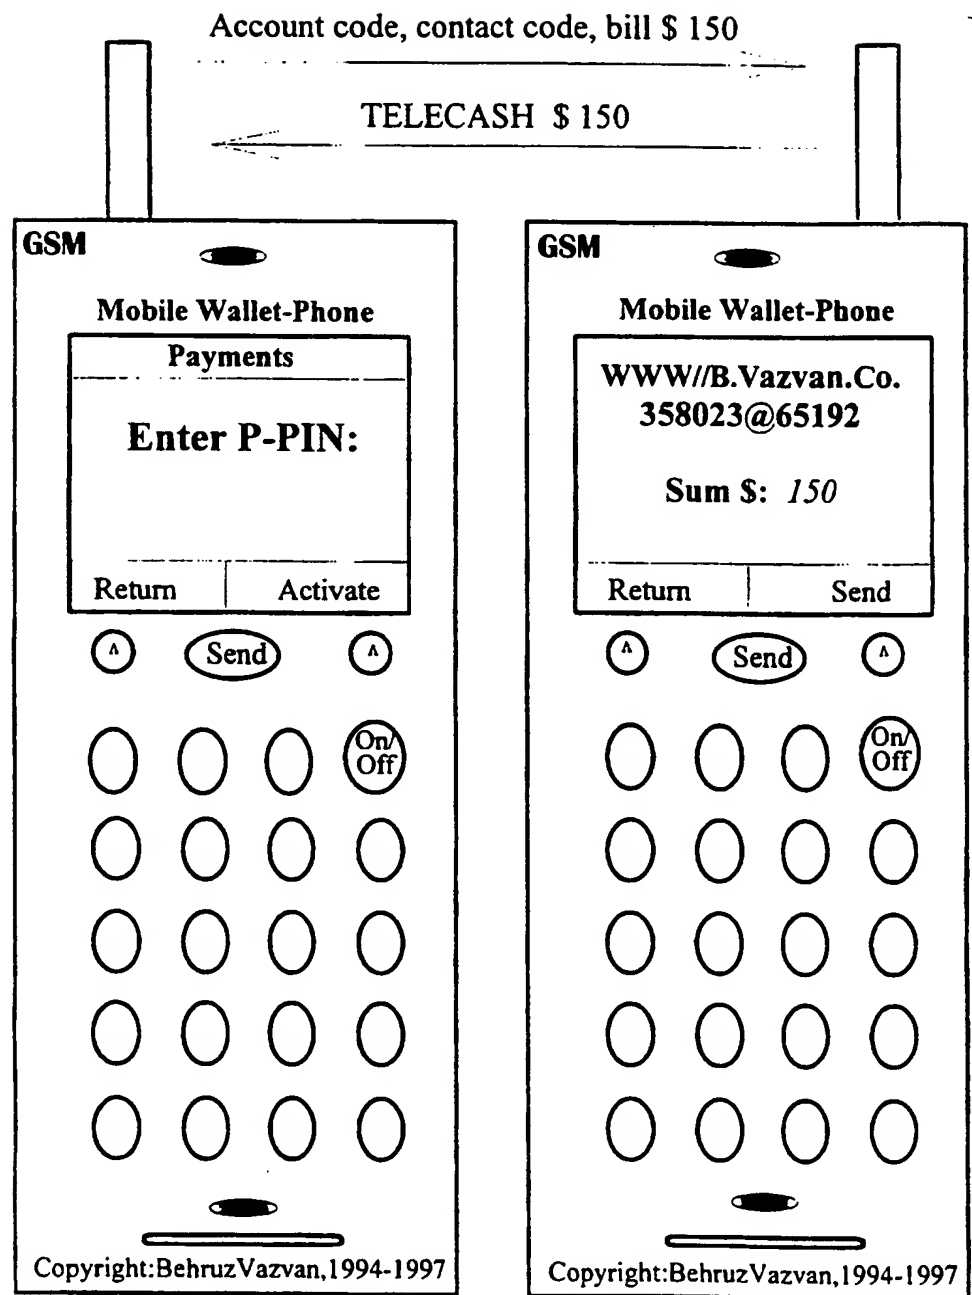 Account code, contact code, bill $ 150
TELECASH $ 150
GSM
Mobile Wallet-Phone
Payments
Enter P-PIN:
Return Activate
^ Send ^
On/
Off
Copyright:BehruzVazvan,1994-1997
GSM
Mobile Wallet-Phone
WWW//B.Vazvan.Co.
358023@65192
Sum $: 150
Return Send
^ Send ^
On/
Off
Copyright:BehruzVazvan,1994-1997